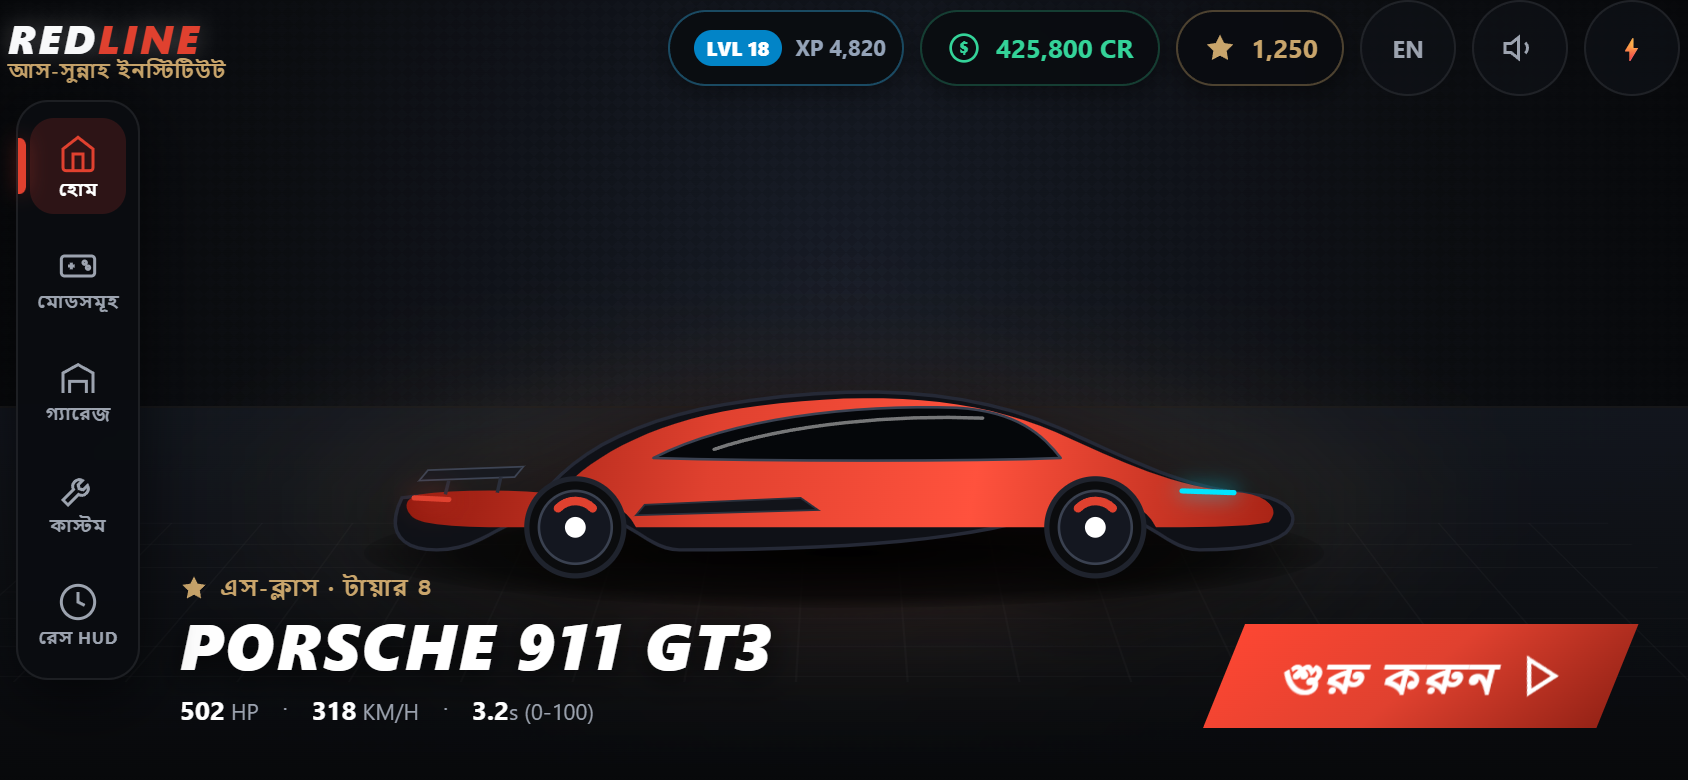 REDLINE
আস-সুন্নাহ ইনস্টিটিউট
LVL 18 XP 4,820
$ 425,800 CR
1,250
EN
হোম
মোডসমূহ
গ্যারেজ
কাস্টম
রেস HUD
এস-ক্লাস · টায়ার ৪
PORSCHE 911 GT3
502 HP · 318 KM/H · 3.2s (0-100)
শুরু করুন